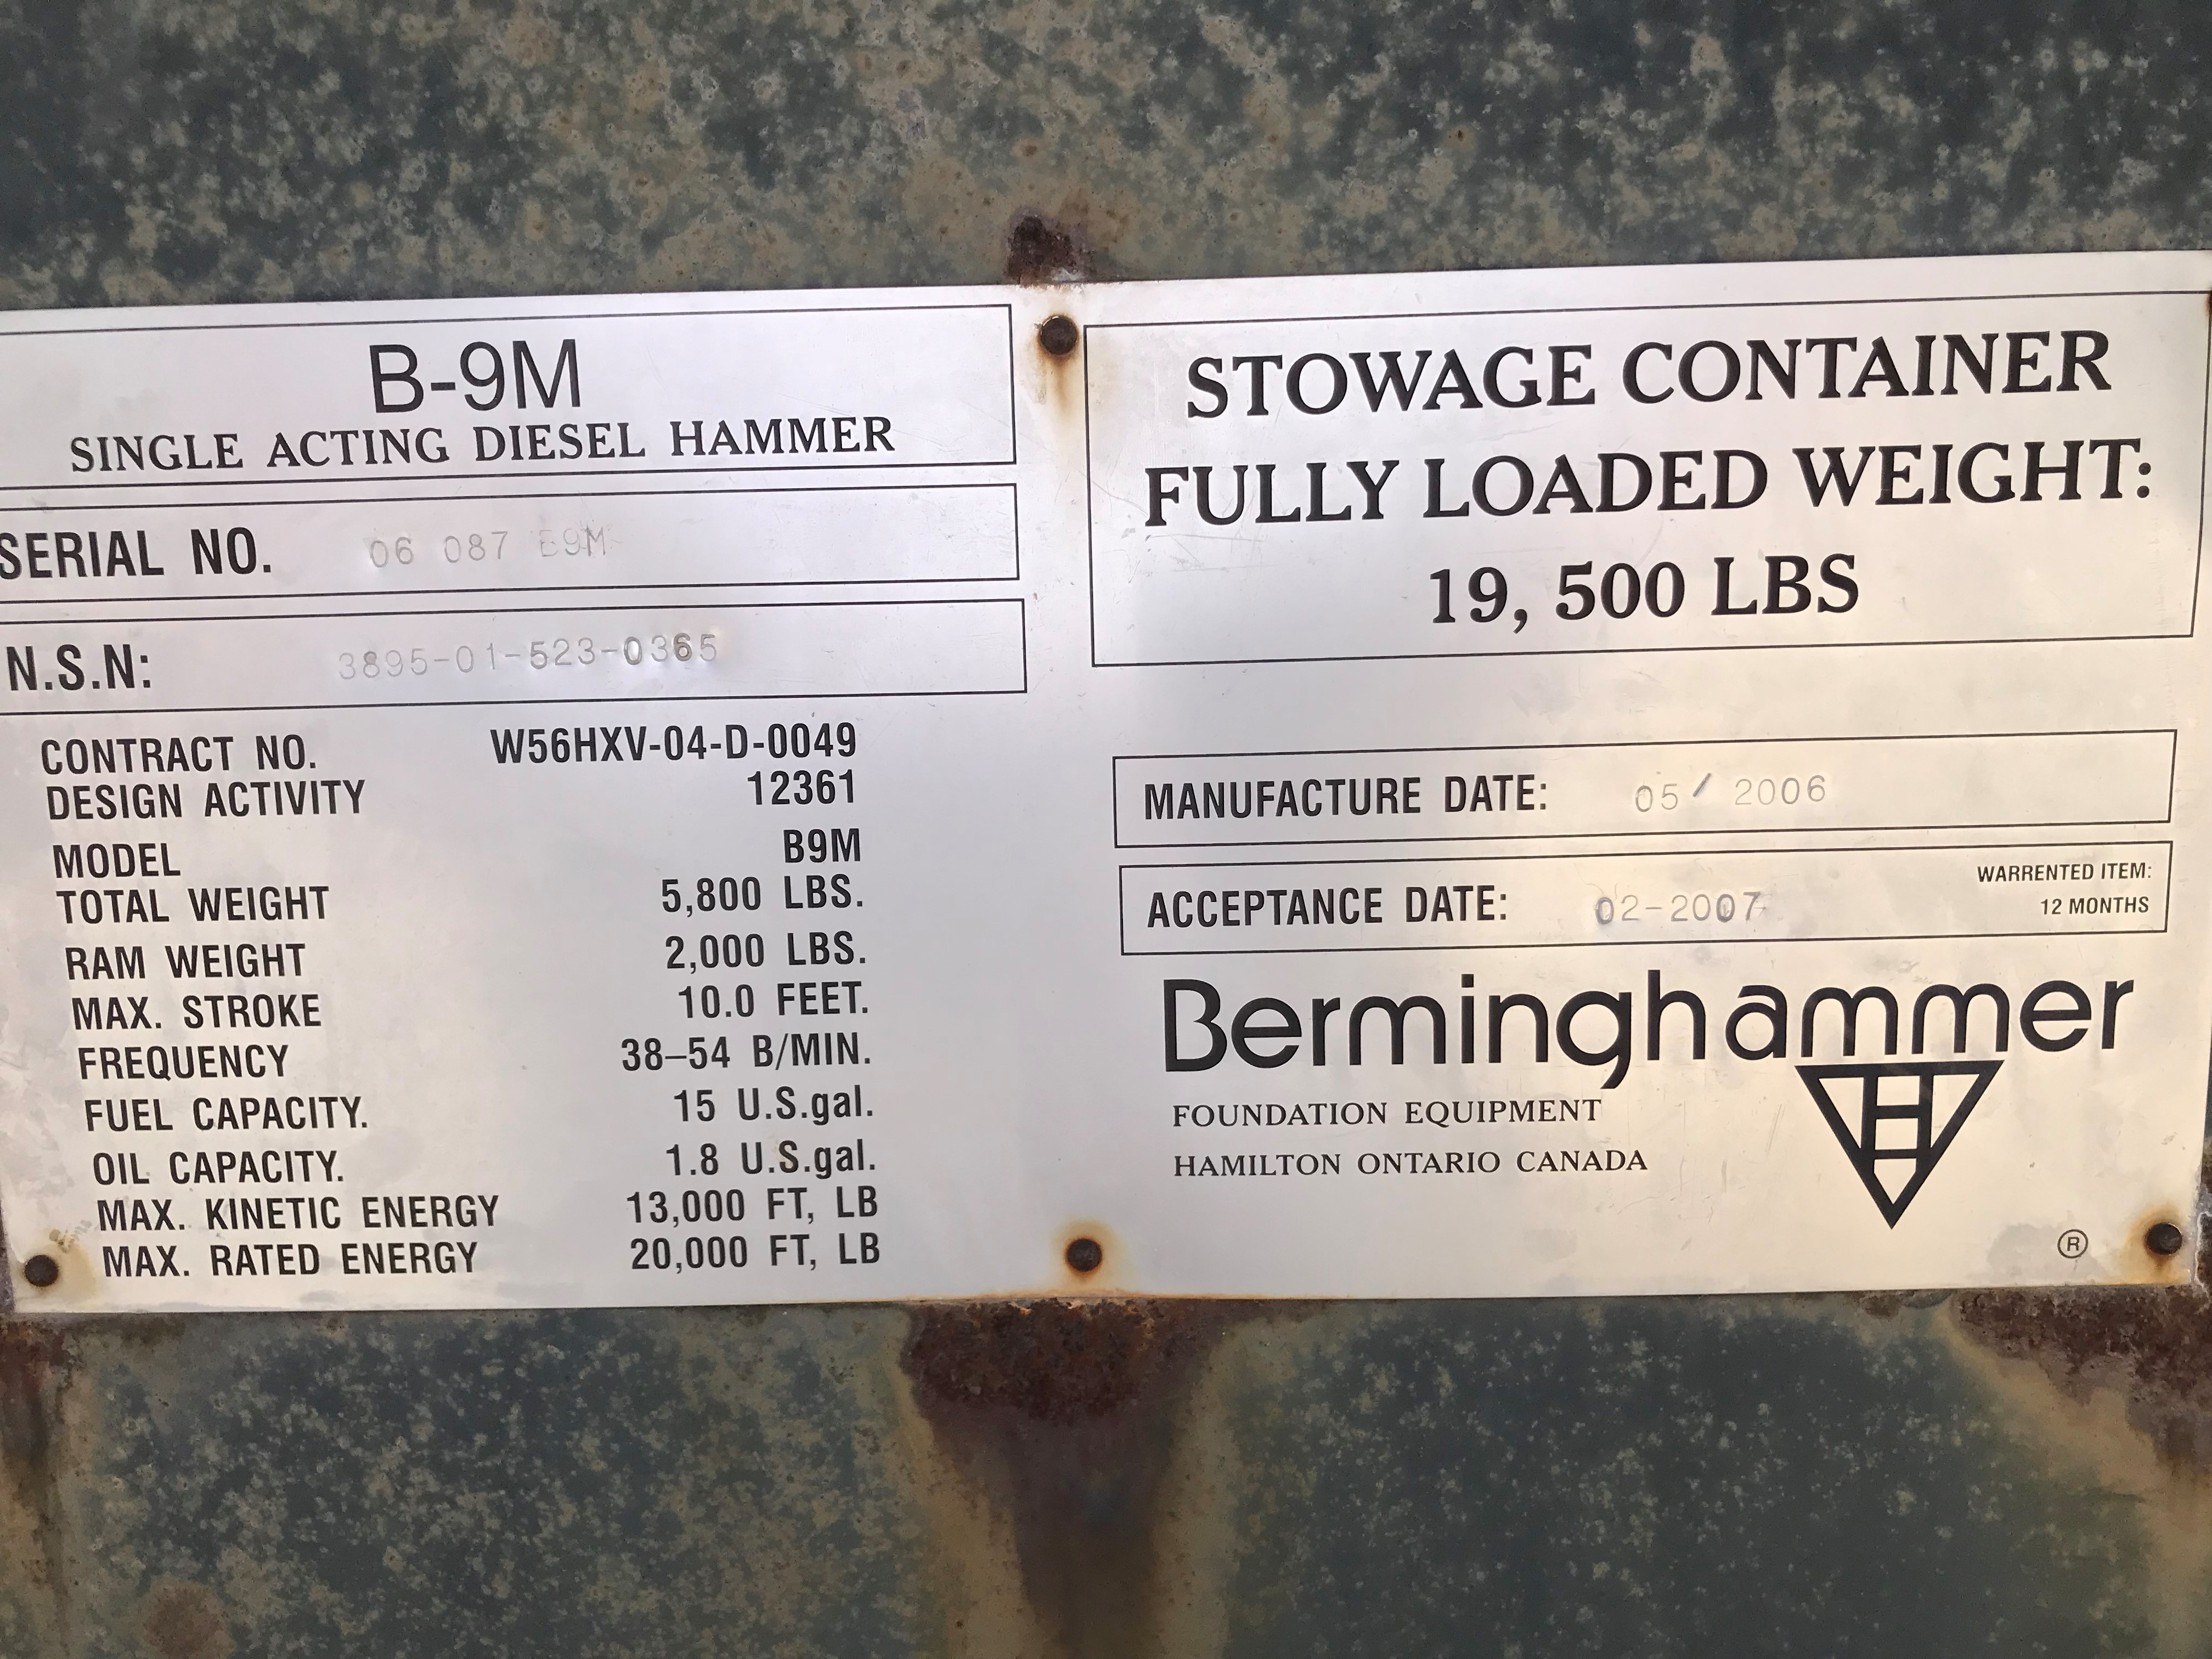 B-9M
SINGLE ACTING DIESEL HAMMER
SERIAL NO. 06 087 B9M
N.S.N: 3895-01-523-0365
CONTRACT NO. W56HXV-04-D-0049
DESIGN ACTIVITY 12361
MODEL B9M
TOTAL WEIGHT 5,800 LBS.
RAM WEIGHT 2,000 LBS.
MAX. STROKE 10.0 FEET.
FREQUENCY 38–54 B/MIN.
FUEL CAPACITY. 15 U.S.gal.
OIL CAPACITY. 1.8 U.S.gal.
MAX. KINETIC ENERGY 13,000 FT, LB
MAX. RATED ENERGY 20,000 FT, LB
STOWAGE CONTAINER
FULLY LOADED WEIGHT:
19, 500 LBS
MANUFACTURE DATE: 05/ 2006
ACCEPTANCE DATE: 02-2007
WARRENTED ITEM:
12 MONTHS
Berminghammer
FOUNDATION EQUIPMENT
HAMILTON ONTARIO CANADA
®